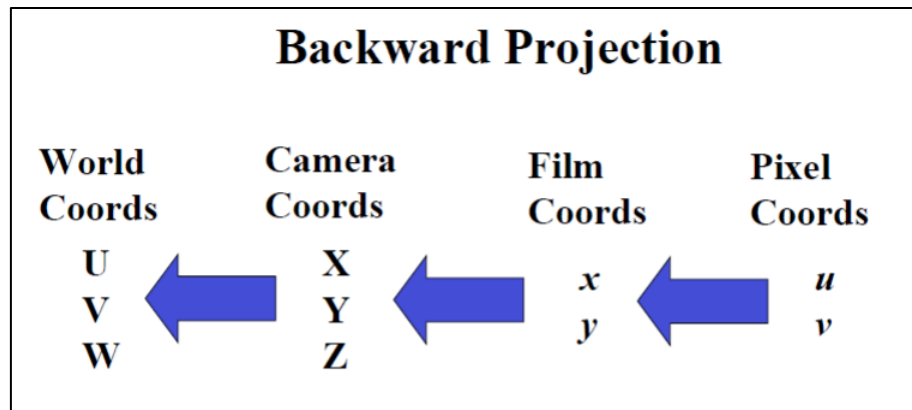 Backward Projection
World Coords
Camera Coords
Film Coords
Pixel Coords
U
V
W
X
Y
Z
x
y
u
v